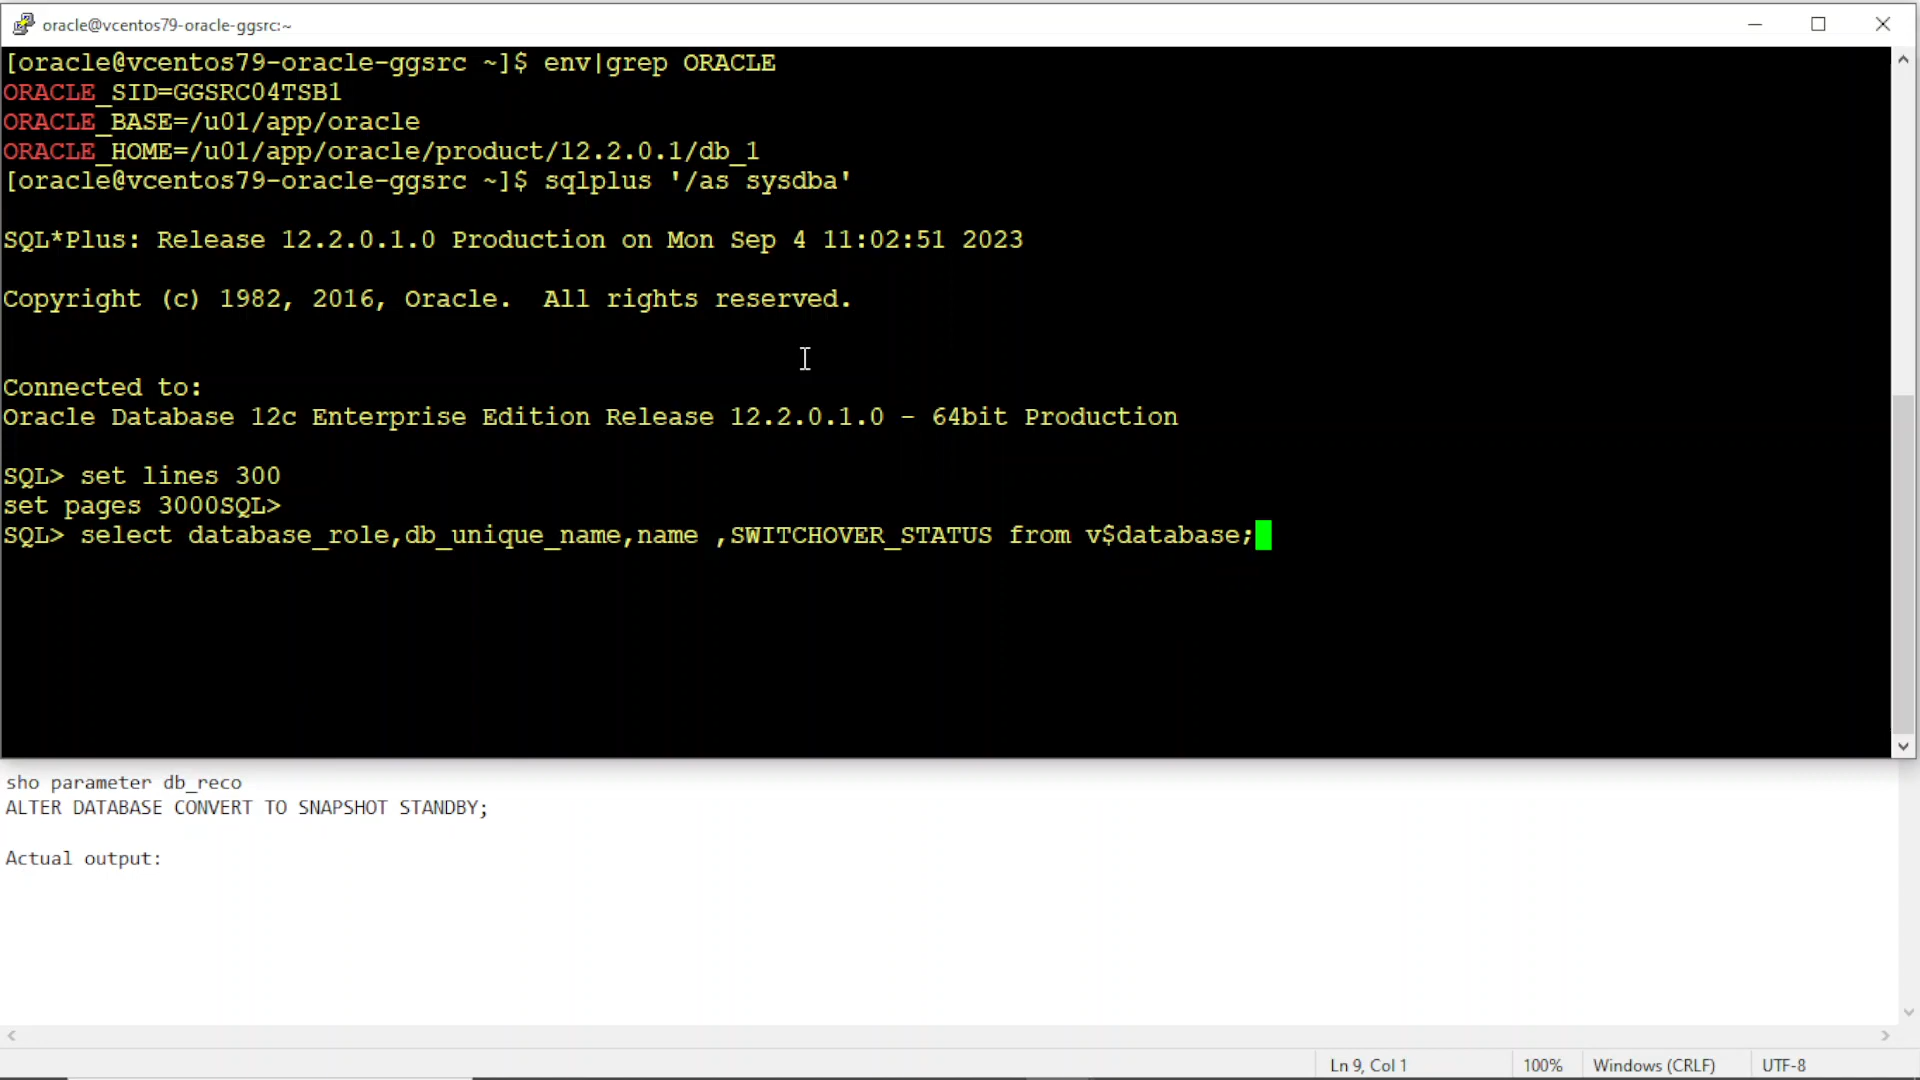 oracle@vcentos79-oracle-ggsrc:~
[oracle@vcentos79-oracle-ggsrc ~]$ env|grep ORACLE
ORACLE_SID=GGSRC04TSB1
ORACLE_BASE=/u01/app/oracle
ORACLE_HOME=/u01/app/oracle/product/12.2.0.1/db_1
[oracle@vcentos79-oracle-ggsrc ~]$ sqlplus '/as sysdba'
SQL*Plus: Release 12.2.0.1.0 Production on Mon Sep 4 11:02:51 2023
Copyright (c) 1982, 2016, Oracle.  All rights reserved.
Connected to:
Oracle Database 12c Enterprise Edition Release 12.2.0.1.0 - 64bit Production
SQL> set lines 300
set pages 3000SQL>
SQL> select database_role,db_unique_name,name ,SWITCHOVER_STATUS from v$database;
sho parameter db_reco
ALTER DATABASE CONVERT TO SNAPSHOT STANDBY;
Actual output:
Ln 9, Col 1 100% Windows (CRLF) UTF-8